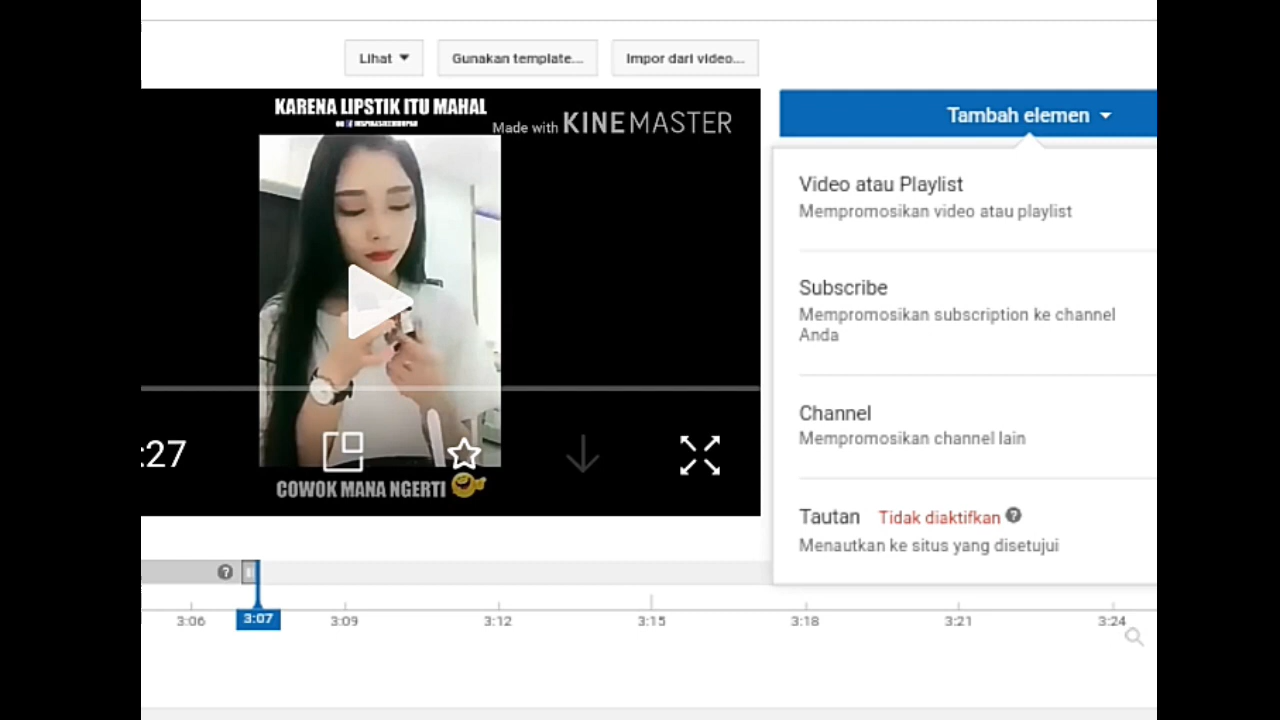 Lihat
Gunakan template...
Impor dari video...
KARENA LIPSTIK ITU MAHAL
Made with KINEMASTER
Tambah elemen
Video atau Playlist
Mempromosikan video atau playlist
Subscribe
Mempromosikan subscription ke channel
Anda
Channel
Mempromosikan channel lain
Tautan Tidak diaktifkan ?
Menautkan ke situs yang disetujui
:27
COWOK MANA NGERTI
?
3:06 3:07 3:09 3:12 3:15 3:18 3:21 3:24